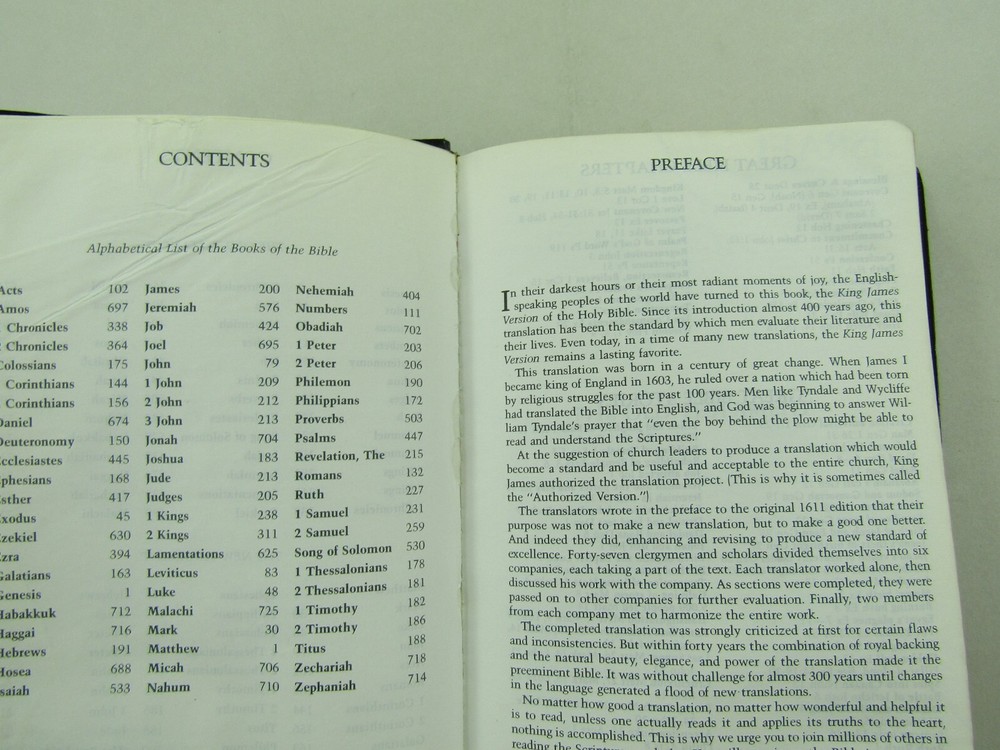 CONTENTS
Alphabetical List of the Books of the Bible
Acts 102
Amos 697
Chronicles 338
Chronicles 364
Colossians 175
Corinthians 144
Corinthians 156
Daniel 674
Deuteronomy 150
Ecclesiastes 445
Ephesians 168
Esther 417
Exodus 45
Ezekiel 630
Ezra 394
Galatians 163
Genesis 1
Habakkuk 712
Haggai 716
Hebrews 191
Hosea 688
Isaiah 533
James 200
Jeremiah 576
Job 424
Joel 695
John 79
1 John 209
2 John 212
3 John 213
Jonah 704
Joshua 183
Jude 213
Judges 205
1 Kings 238
2 Kings 311
Lamentations 625
Leviticus 83
Luke 48
Malachi 725
Mark 30
Matthew 1
Micah 706
Nahum 710
Nehemiah 404
Numbers 111
Obadiah 702
1 Peter 203
2 Peter 206
Philemon 190
Philippians 172
Proverbs 503
Psalms 447
Revelation, The 215
Romans 132
Ruth 227
1 Samuel 231
2 Samuel 259
Song of Solomon 530
1 Thessalonians 178
2 Thessalonians 181
1 Timothy 182
2 Timothy 186
Titus 188
Zechariah 718
Zephaniah 714
PREFACE
In their darkest hours or their most radiant moments of joy, the English-
speaking peoples of the world have turned to this book, the King James
Version of the Holy Bible. Since its introduction almost 400 years ago, this
translation has been the standard by which men evaluate their literature and
their lives. Even today, in a time of many new translations, the King James
Version remains a lasting favorite.
This translation was born in a century of great change. When James I
became king of England in 1603, he ruled over a nation which had been torn
by religious struggles for the past 100 years. Men like Tyndale and Wycliffe
had translated the Bible into English, and God was beginning to answer Wil-
liam Tyndale's prayer that "even the boy behind the plow might be able to
read and understand the Scriptures."
At the suggestion of church leaders to produce a translation which would
become a standard and be useful and acceptable to the entire church, King
James authorized the translation project. (This is why it is sometimes called
the "Authorized Version.")
The translators wrote in the preface to the original 1611 edition that their
purpose was not to make a new translation, but to make a good one better.
And indeed they did, enhancing and revising to produce a new standard of
excellence. Forty-seven clergymen and scholars divided themselves into six
companies, each taking a part of the text. Each translator worked alone, then
discussed his work with the company. As sections were completed, they were
passed on to other companies for further evaluation. Finally, two members
from each company met to harmonize the entire work.
The completed translation was strongly criticized at first for certain flaws
and inconsistencies. But within forty years the combination of royal backing
and the natural beauty, elegance, and power of the translation made it the
preeminent Bible. It was without challenge for almost 300 years until changes
in the language generated a flood of new translations.
No matter how good a translation, no matter how wonderful and helpful it
is to read, unless one actually reads it and applies its truths to the heart,
nothing is accomplished. This is why we urge you to join millions of others in
reading the